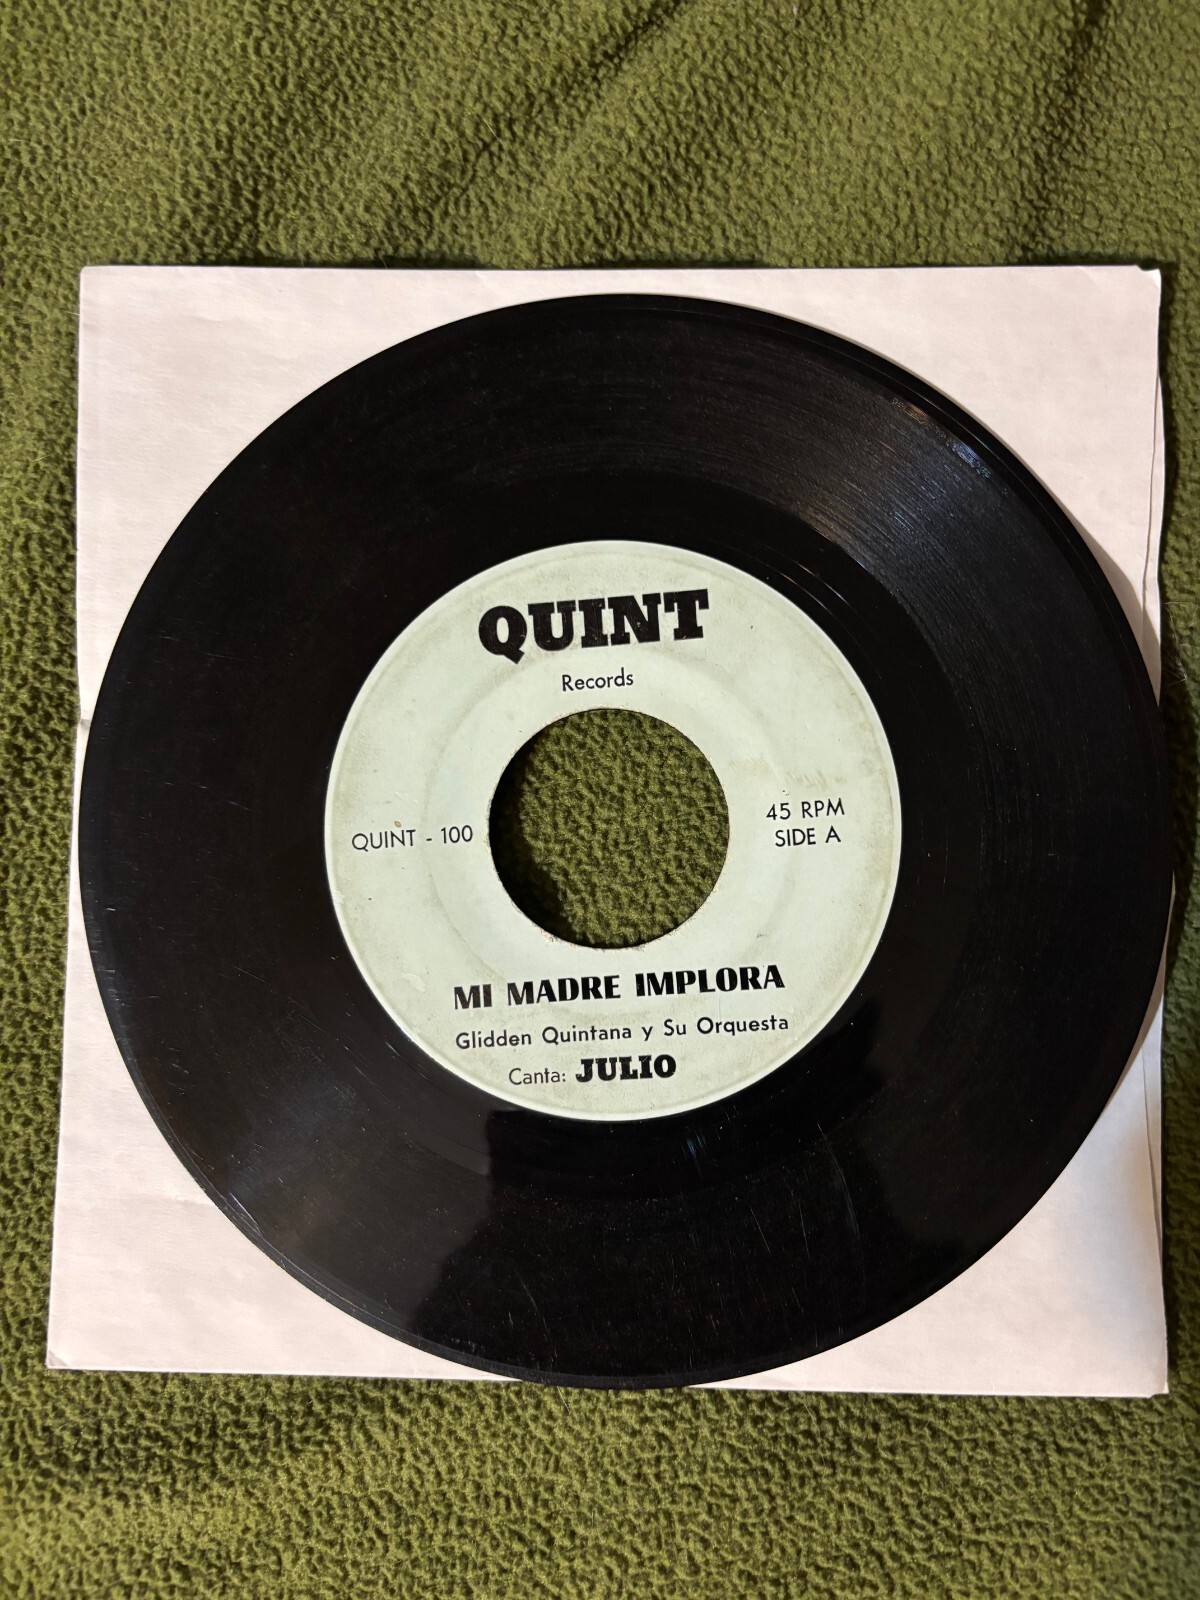 QUINT
Records
QUINT - 100
45 RPM
SIDE A
MI MADRE IMPLORA
Glidden Quintana y Su Orquesta
Canta: JULIO